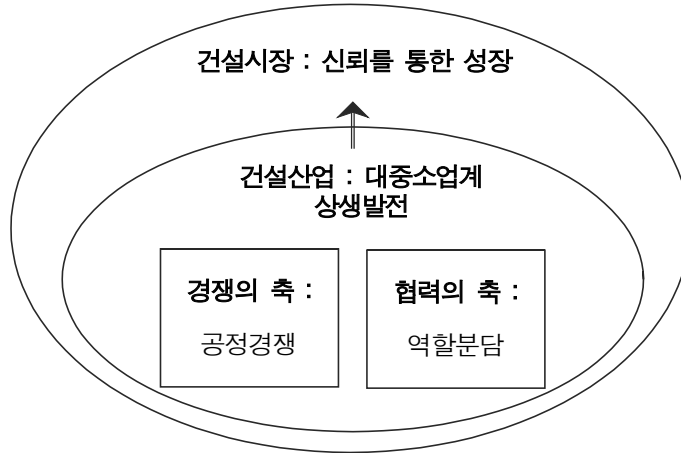 건설시장 : 신뢰를 통한 성장
건설산업 : 대중소업계
상생발전
경쟁의 축 :
공정경쟁
협력의 축 :
역할분담